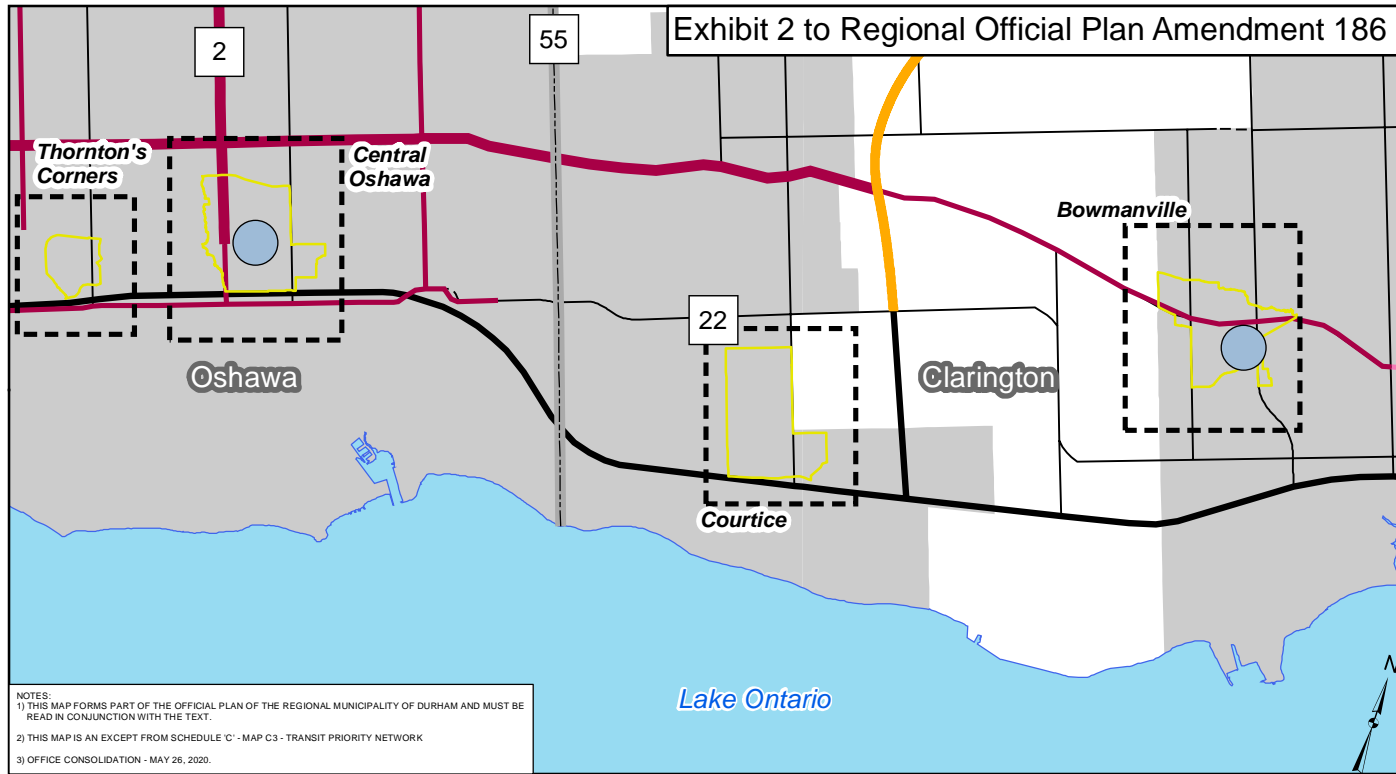 Exhibit 2 to Regional Official Plan Amendment 186
2
55
Thornton's
Corners
Central
Oshawa
Bowmanville
22
Oshawa
Clarington
Courtice
Lake Ontario
N
NOTES:
1) THIS MAP FORMS PART OF THE OFFICIAL PLAN OF THE REGIONAL MUNICIPALITY OF DURHAM AND MUST BE
READ IN CONJUNCTION WITH THE TEXT.
2) THIS MAP IS AN EXCEPT FROM SCHEDULE 'C' - MAP C3 - TRANSIT PRIORITY NETWORK
3) OFFICE CONSOLIDATION - MAY 26, 2020.